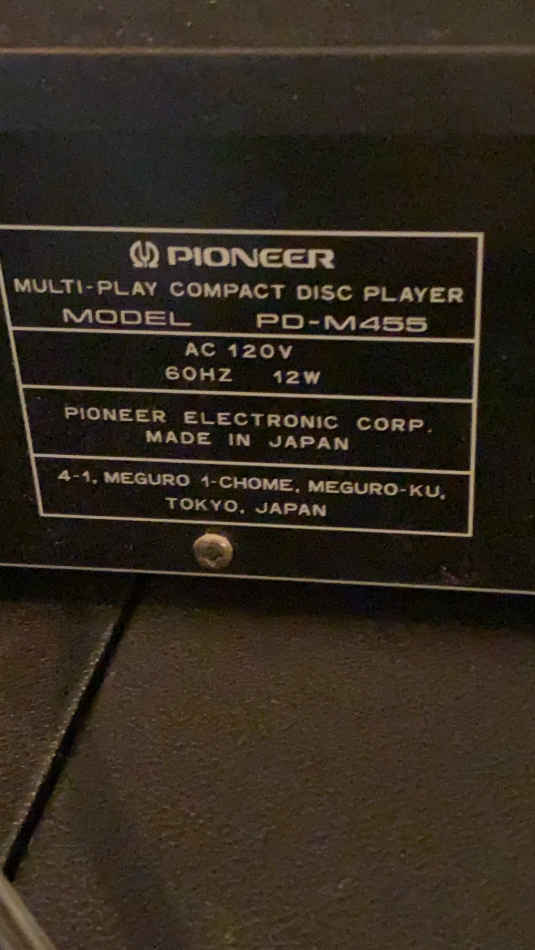 PIONEER
MULTI-PLAY COMPACT DISC PLAYER
MODEL PD-M455
AC 120V
60HZ 12W
PIONEER ELECTRONIC CORP.
MADE IN JAPAN
4-1, MEGURO 1-CHOME, MEGURO-KU,
TOKYO, JAPAN